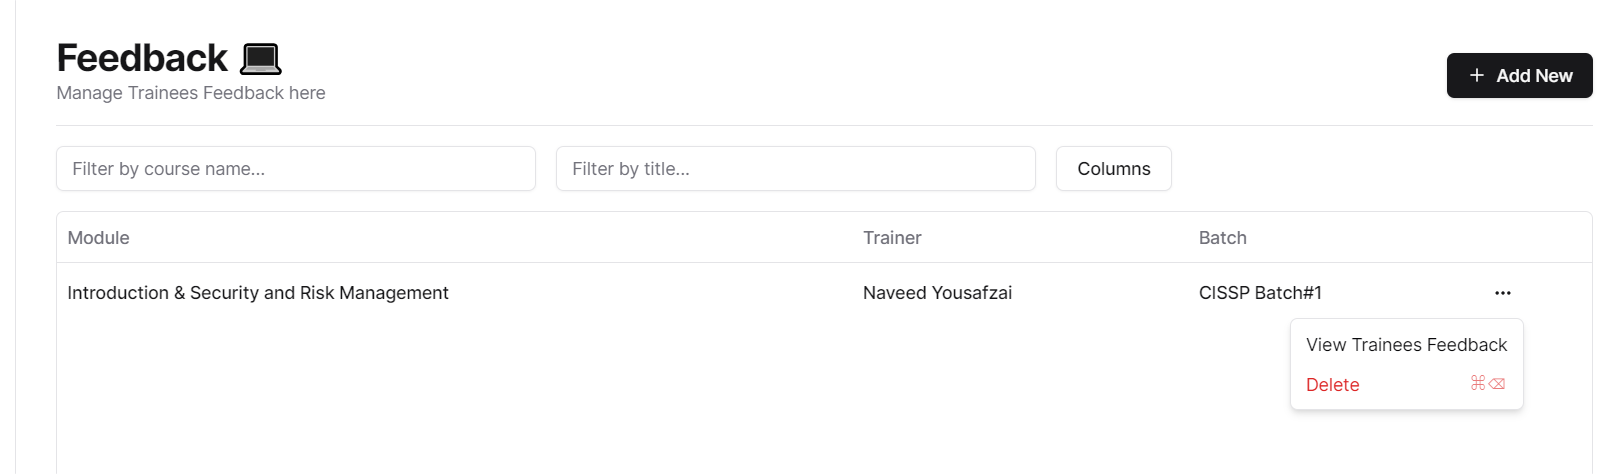 Feedback 💻
Manage Trainees Feedback here
+ Add New
Filter by course name...
Filter by title...
Columns
Module Trainer Batch
Introduction & Security and Risk Management Naveed Yousafzai CISSP Batch#1 ...
View Trainees Feedback
Delete ⌘⌫